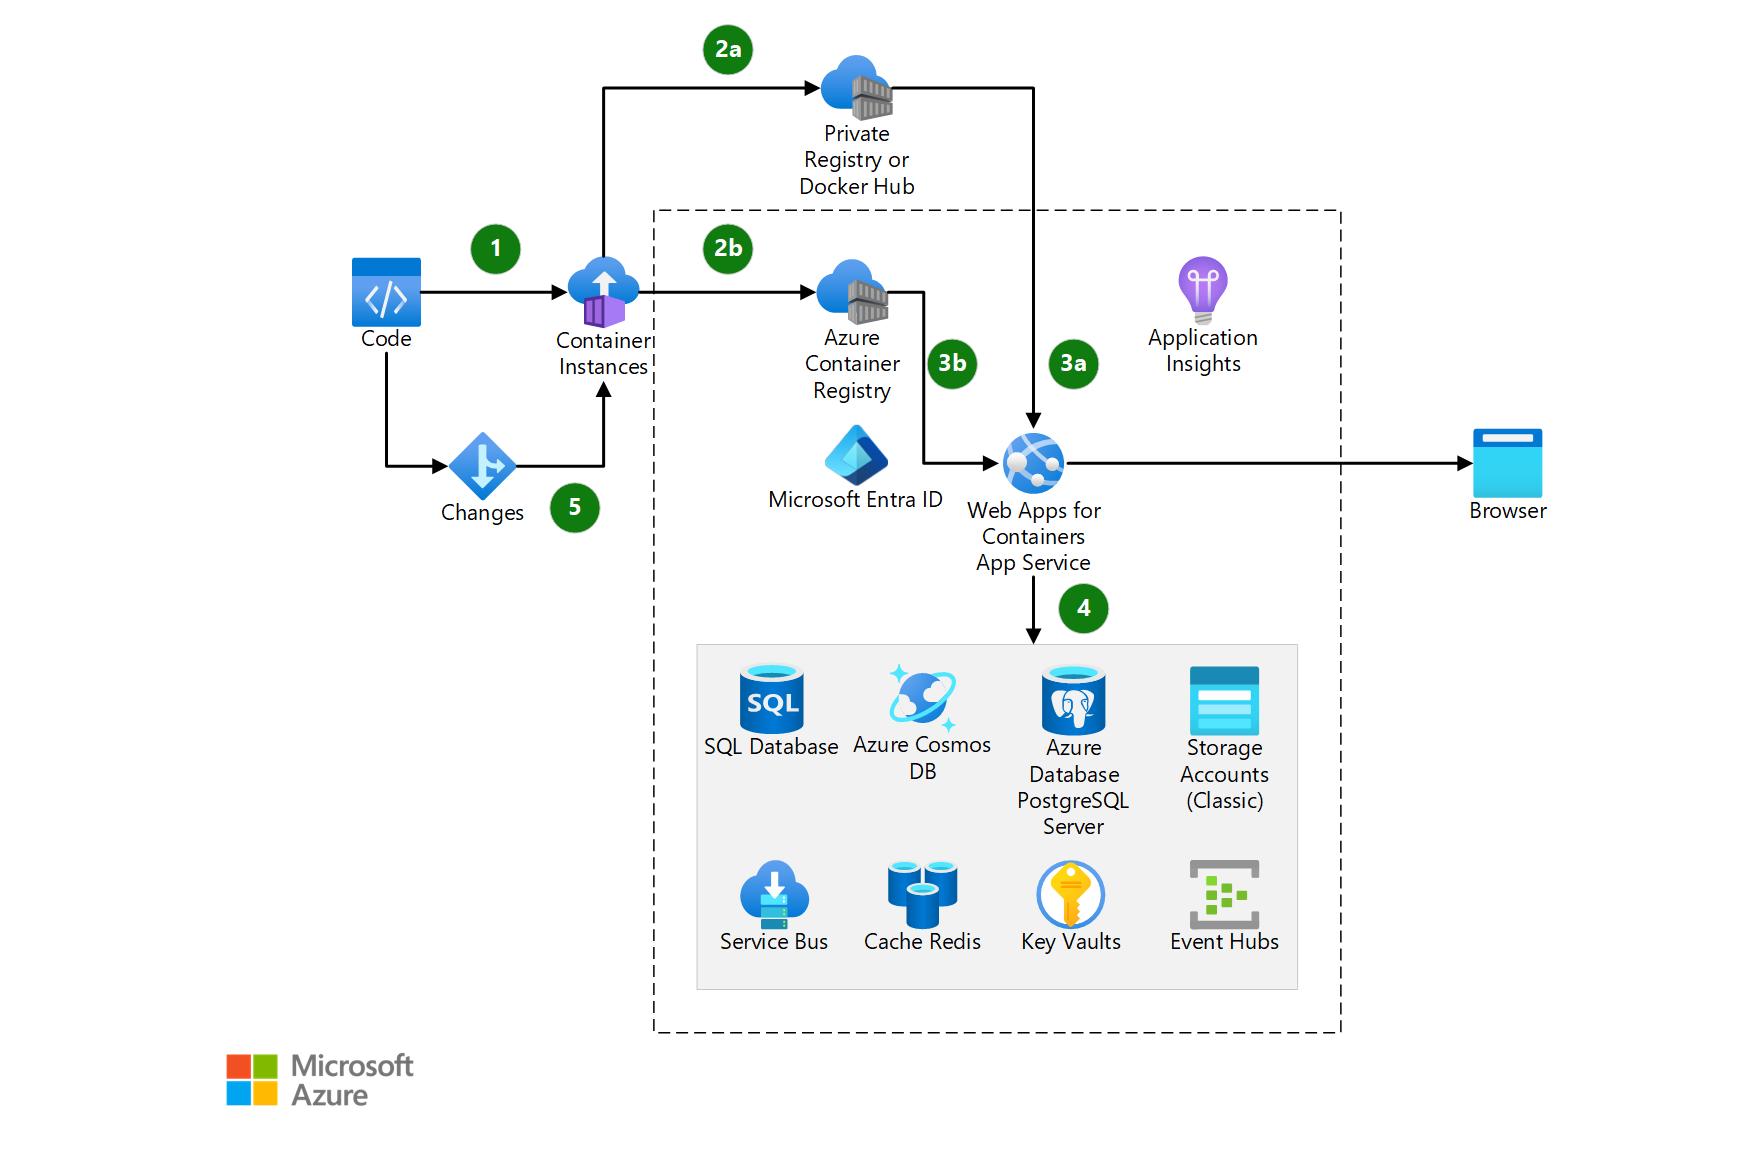 2a
Private
Registry or
Docker Hub
1
2b
Code
Container
Instances
Azure
Container
Registry
3b
3a
Application
Insights
Changes
5
Microsoft Entra ID
Web Apps for
Containers
App Service
Browser
4
SQL
SQL Database
Azure Cosmos
DB
Azure
Database
PostgreSQL
Server
Storage
Accounts
(Classic)
Service Bus
Cache Redis
Key Vaults
Event Hubs
Microsoft
Azure